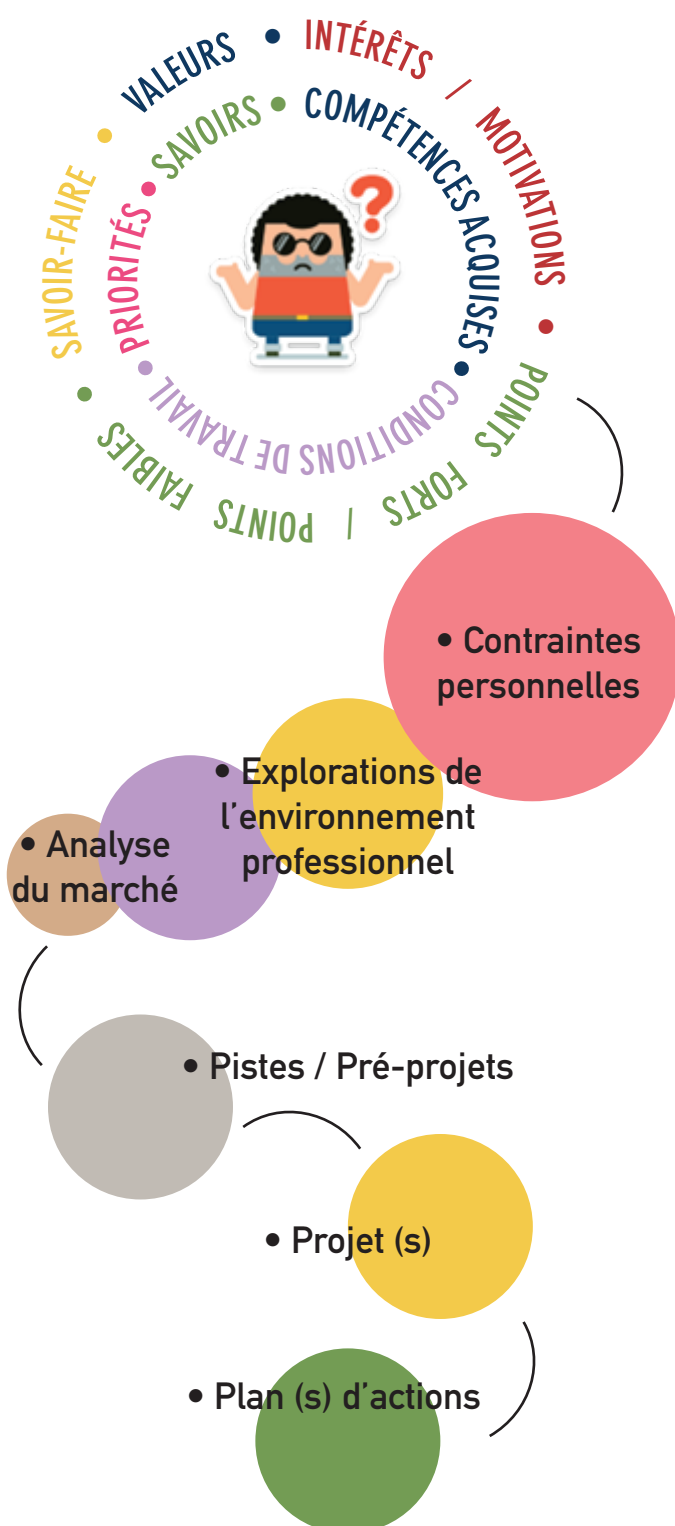 VALEURS • INTÉRÊTS / MOTIVATIONS •
POINTS FORTS / POINTS FAIBLES •
SAVOIR-FAIRE •
SAVOIRS • COMPÉTENCES ACQUISES •
CONDITIONS DE TRAVAIL •
PRIORITÉS •
?
• Contraintes
personnelles
• Explorations de
l’environnement
professionnel
• Analyse
du marché
• Pistes / Pré-projets
• Projet (s)
• Plan (s) d’actions